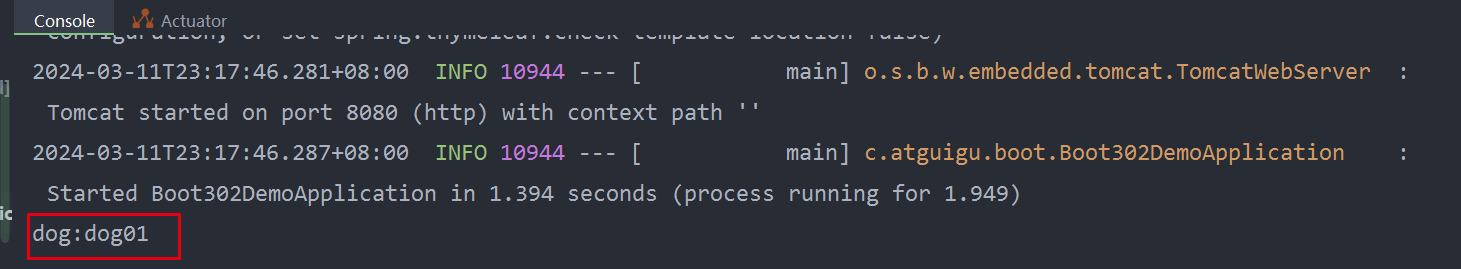 Console Actuator
configuration, or set spring.thymeleaf.check-template-location=false)
2024-03-11T23:17:46.281+08:00 INFO 10944 --- [ main] o.s.b.w.embedded.tomcat.TomcatWebServer :
Tomcat started on port 8080 (http) with context path ''
2024-03-11T23:17:46.287+08:00 INFO 10944 --- [ main] c.atguigu.boot.Boot302DemoApplication :
Started Boot302DemoApplication in 1.394 seconds (process running for 1.949)
dog:dog01